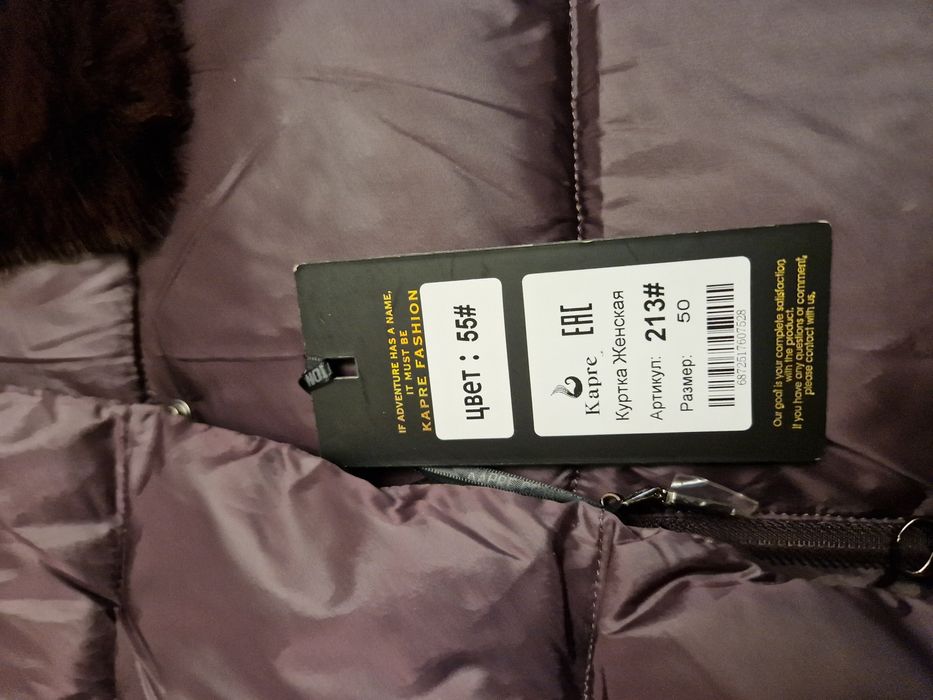 IF ADVENTURE HAS A NAME,
IT MUST BE
KAPRE FASHION
цвет : 55#
Kapre
EAC
Куртка Женская
Артикул: 213#
Размер: 50
6872517607528
Our goal is your complete satisfaction
with the product.
If you have any questions or comment,
please contact with us,